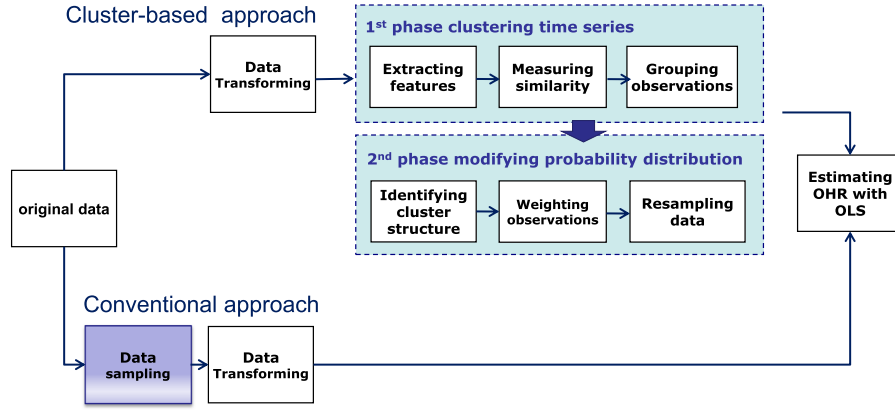 Cluster-based approach
1st phase clustering time series
Data
Transforming
Extracting
features
Measuring
similarity
Grouping
observations
2nd phase modifying probability distribution
Identifying
cluster
structure
Weighting
observations
Resampling
data
original data
Estimating
OHR with
OLS
Conventional approach
Data
sampling
Data
Transforming